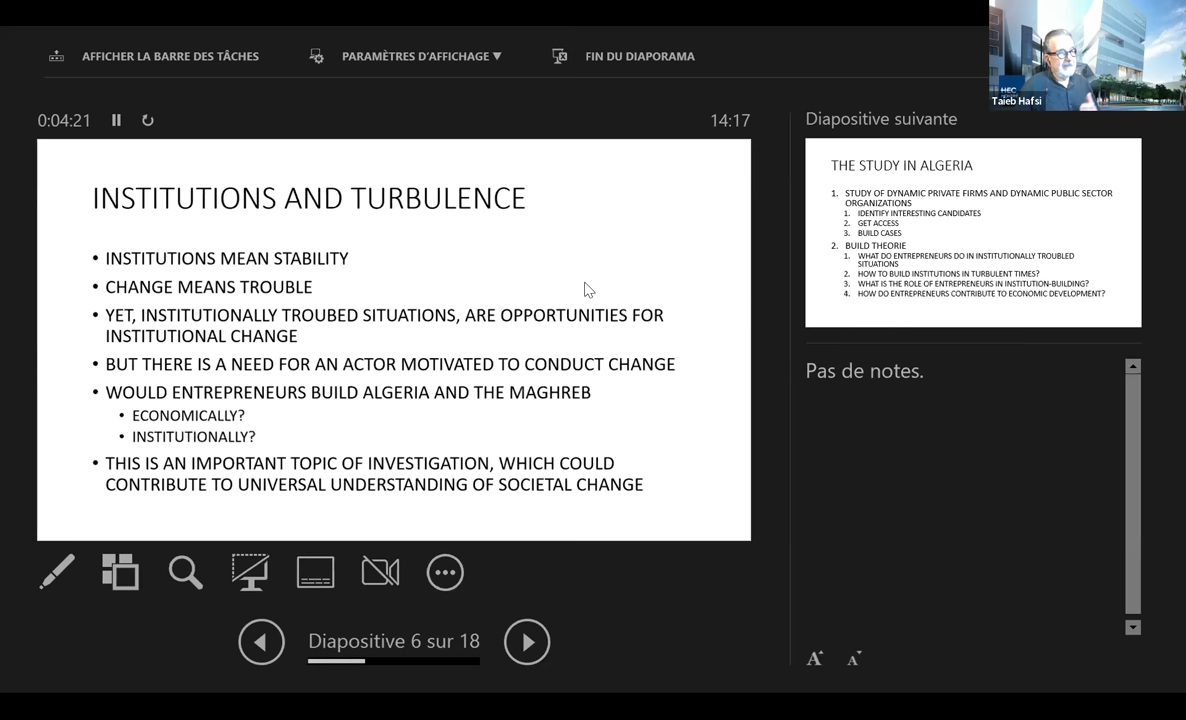 AFFICHER LA BARRE DES TÂCHES
PARAMÈTRES D'AFFICHAGE ▼
FIN DU DIAPORAMA
HEC
Taieb Hafsi
0:04:21
14:17
INSTITUTIONS AND TURBULENCE
• INSTITUTIONS MEAN STABILITY
• CHANGE MEANS TROUBLE
• YET, INSTITUTIONALLY TROUBED SITUATIONS, ARE OPPORTUNITIES FOR
INSTITUTIONAL CHANGE
• BUT THERE IS A NEED FOR AN ACTOR MOTIVATED TO CONDUCT CHANGE
• WOULD ENTREPRENEURS BUILD ALGERIA AND THE MAGHREB
• ECONOMICALLY?
• INSTITUTIONALLY?
• THIS IS AN IMPORTANT TOPIC OF INVESTIGATION, WHICH COULD
CONTRIBUTE TO UNIVERSAL UNDERSTANDING OF SOCIETAL CHANGE
Diapositive 6 sur 18
Diapositive suivante
THE STUDY IN ALGERIA
1. STUDY OF DYNAMIC PRIVATE FIRMS AND DYNAMIC PUBLIC SECTOR
ORGANIZATIONS
1. IDENTIFY INTERESTING CANDIDATES
2. GET ACCESS
3. BUILD CASES
2. BUILD THEORIE
1. WHAT DO ENTREPRENEURS DO IN INSTITUTIONALLY TROUBLED
SITUATIONS
2. HOW TO BUILD INSTITUTIONS IN TURBULENT TIMES?
3. WHAT IS THE ROLE OF ENTREPRENEURS IN INSTITUTION-BUILDING?
4. HOW DO ENTREPRENEURS CONTRIBUTE TO ECONOMIC DEVELOPMENT?
Pas de notes.
A A